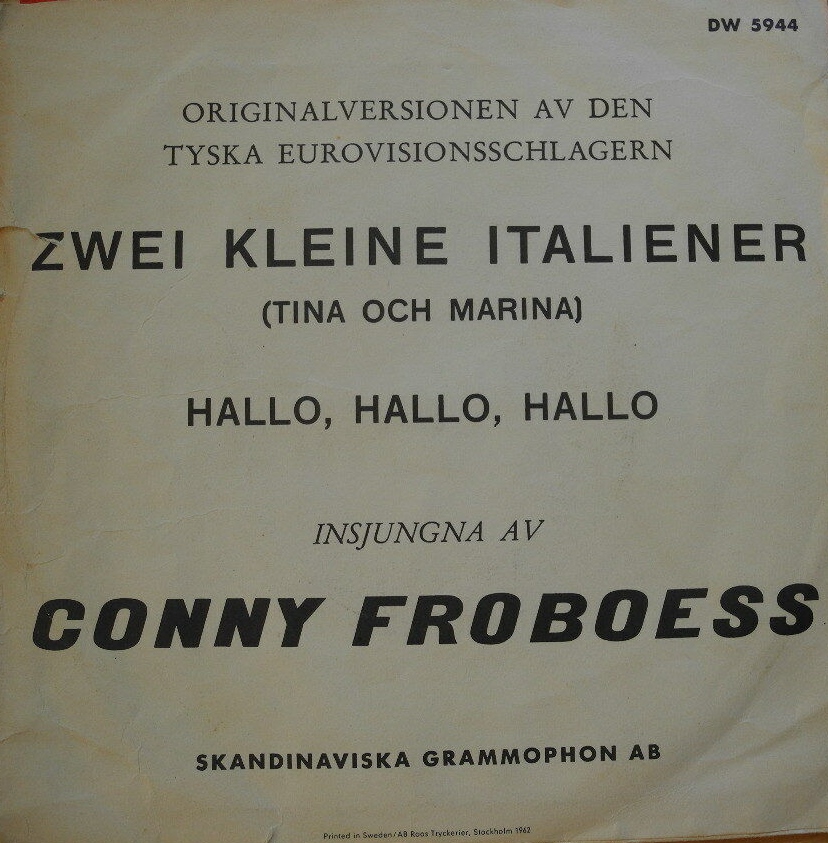 DW 5944
ORIGINALVERSIONEN AV DEN
TYSKA EUROVISIONSSCHLAGERN
ZWEI KLEINE ITALIENER
(TINA OCH MARINA)
HALLO, HALLO, HALLO
INSJUNGNA AV
CONNY FROBOESS
SKANDINAVISKA GRAMMOPHON AB
Printed in Sweden/AB Roos Tryckerier, Stockholm 1962